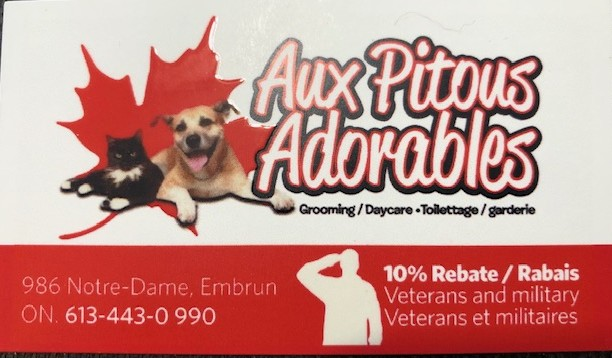 Aux Pitous
Adorables
Grooming / Daycare •Toilettage / garderie
986 Notre-Dame, Embrun
ON. 613-443-0 990
10% Rebate / Rabais
Veterans and military
Veterans et militaires